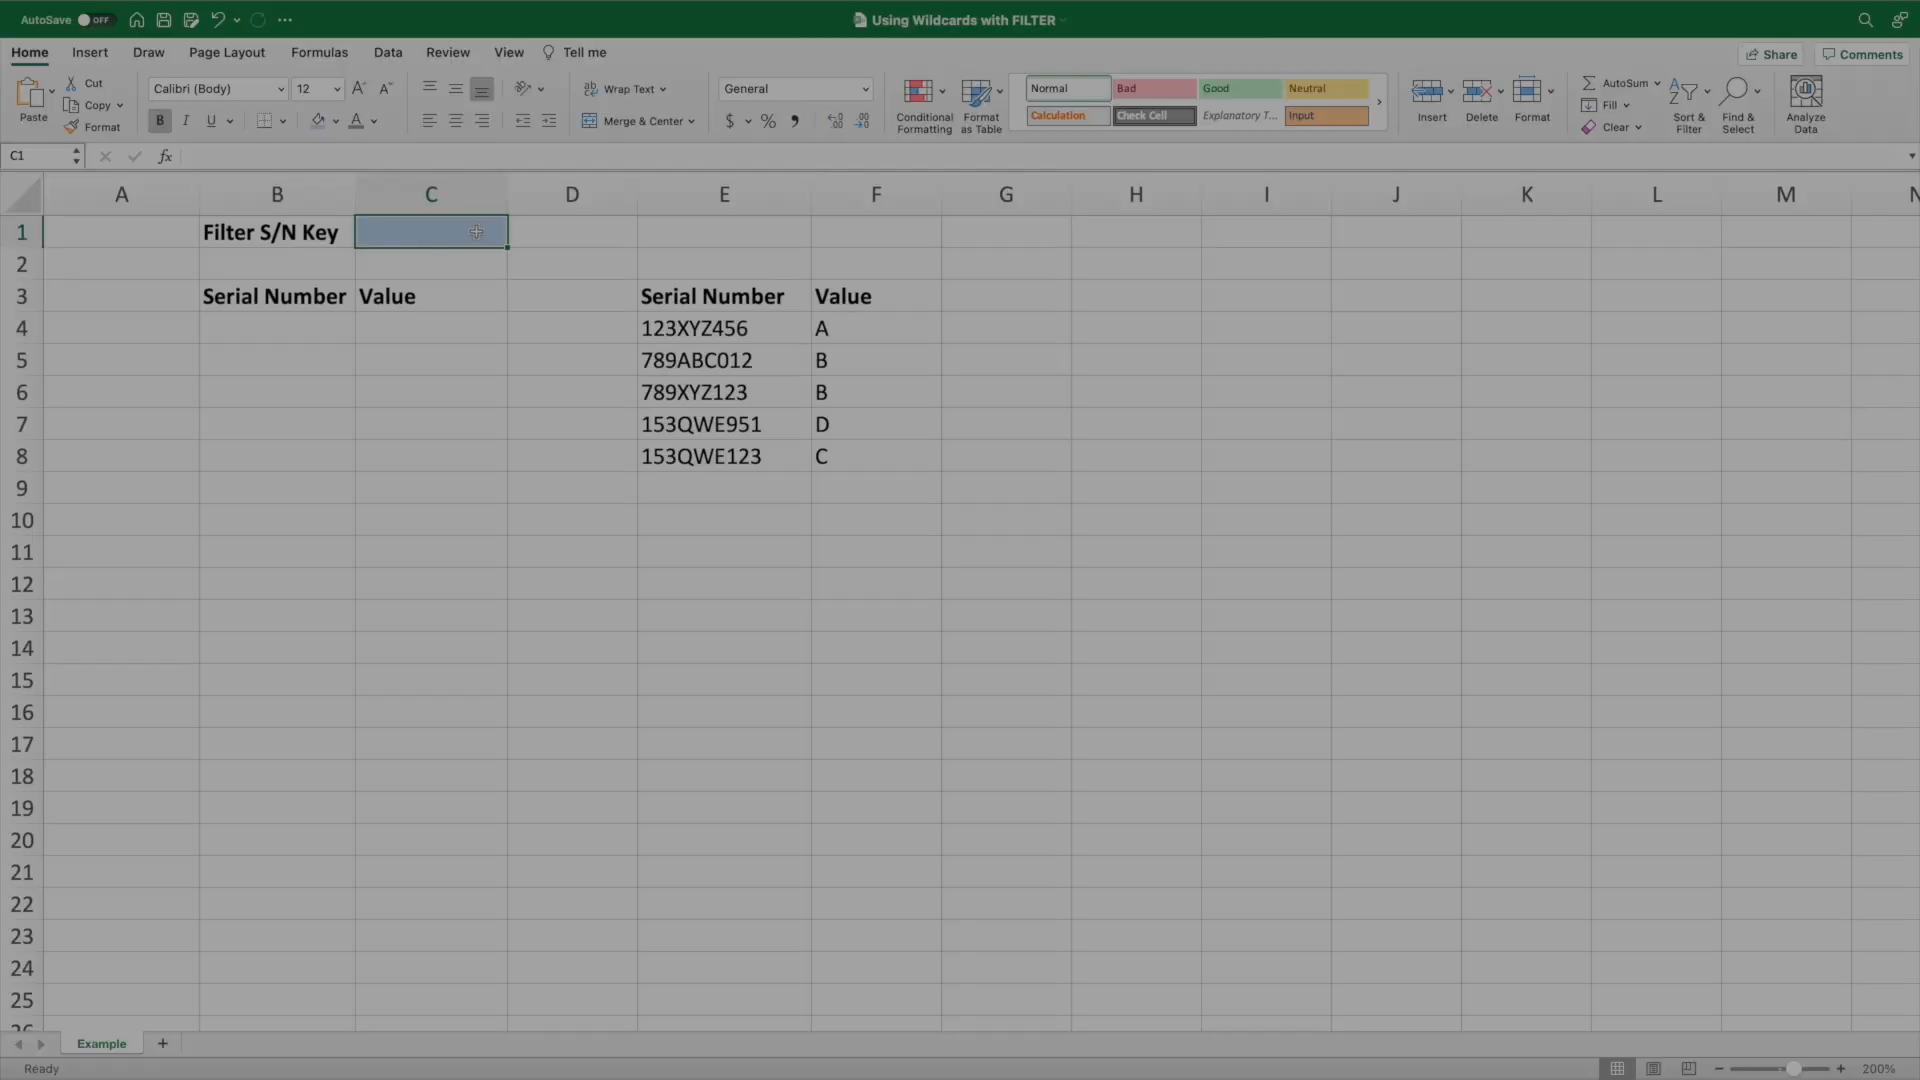 AutoSave OFF
Using Wildcards with FILTER
Home Insert Draw Page Layout Formulas Data Review View Tell me
Share Comments
Paste
Cut
Copy
Format
Calibri (Body) 12
B I U A
Wrap Text
Merge & Center
General
$ % ,
Conditional Formatting
Format as Table
Normal Bad Good Neutral
Calculation Check Cell Explanatory T... Input
Insert Delete Format
AutoSum
Fill
Clear
Sort & Filter
Find & Select
Analyze Data
C1 fx
A B C D E F G H I J K L M N
1 Filter S/N Key
2
3 Serial Number Value Serial Number Value
4 123XYZ456 A
5 789ABC012 B
6 789XYZ123 B
7 153QWE951 D
8 153QWE123 C
9
10
11
12
13
14
15
16
17
18
19
20
21
22
23
24
25
26
Example +
Ready
200%